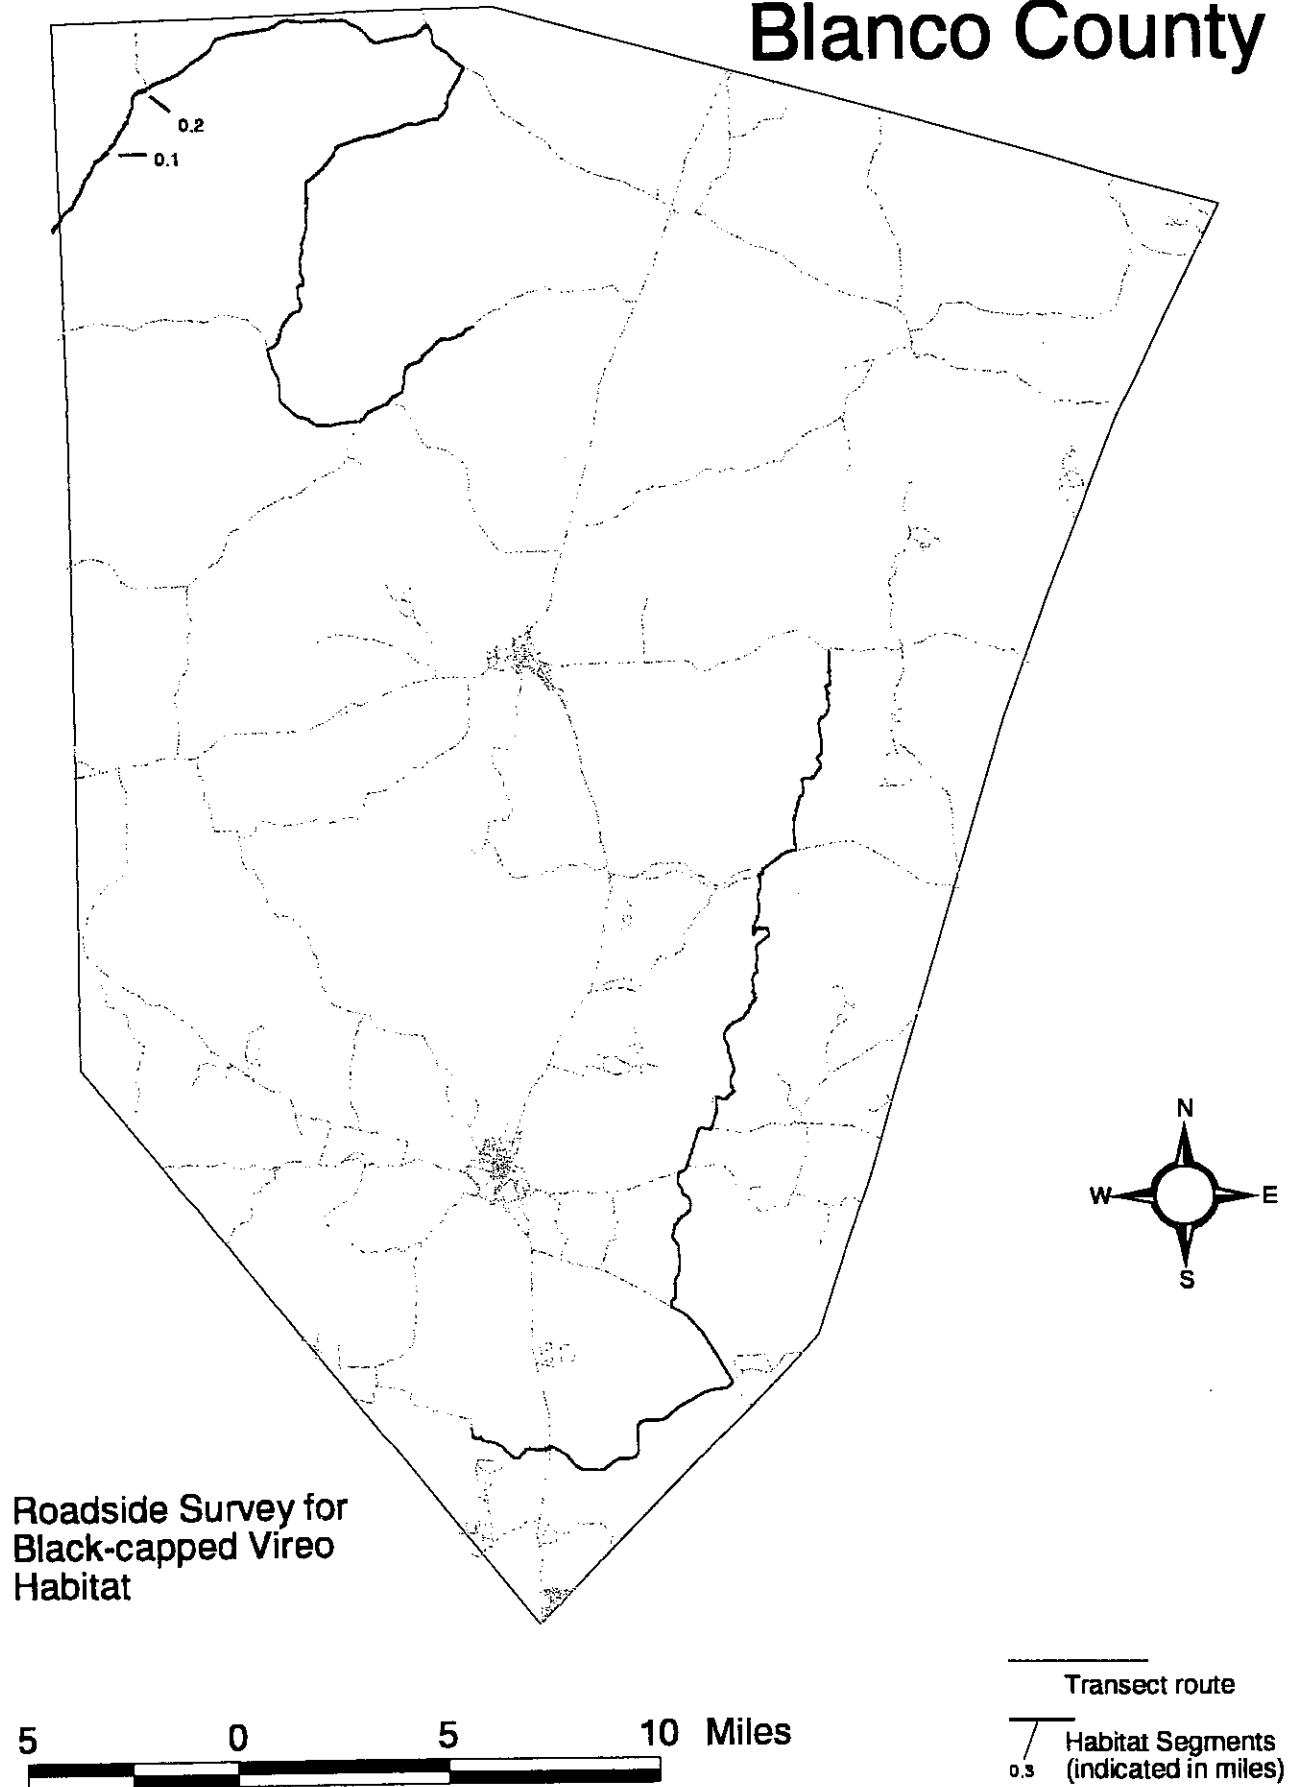 Blanco County
0.2
0.1
N
W E
S
Roadside Survey for
Black-capped Vireo
Habitat
Transect route
5 0 5 10 Miles
Habitat Segments
0.3 (indicated in miles)